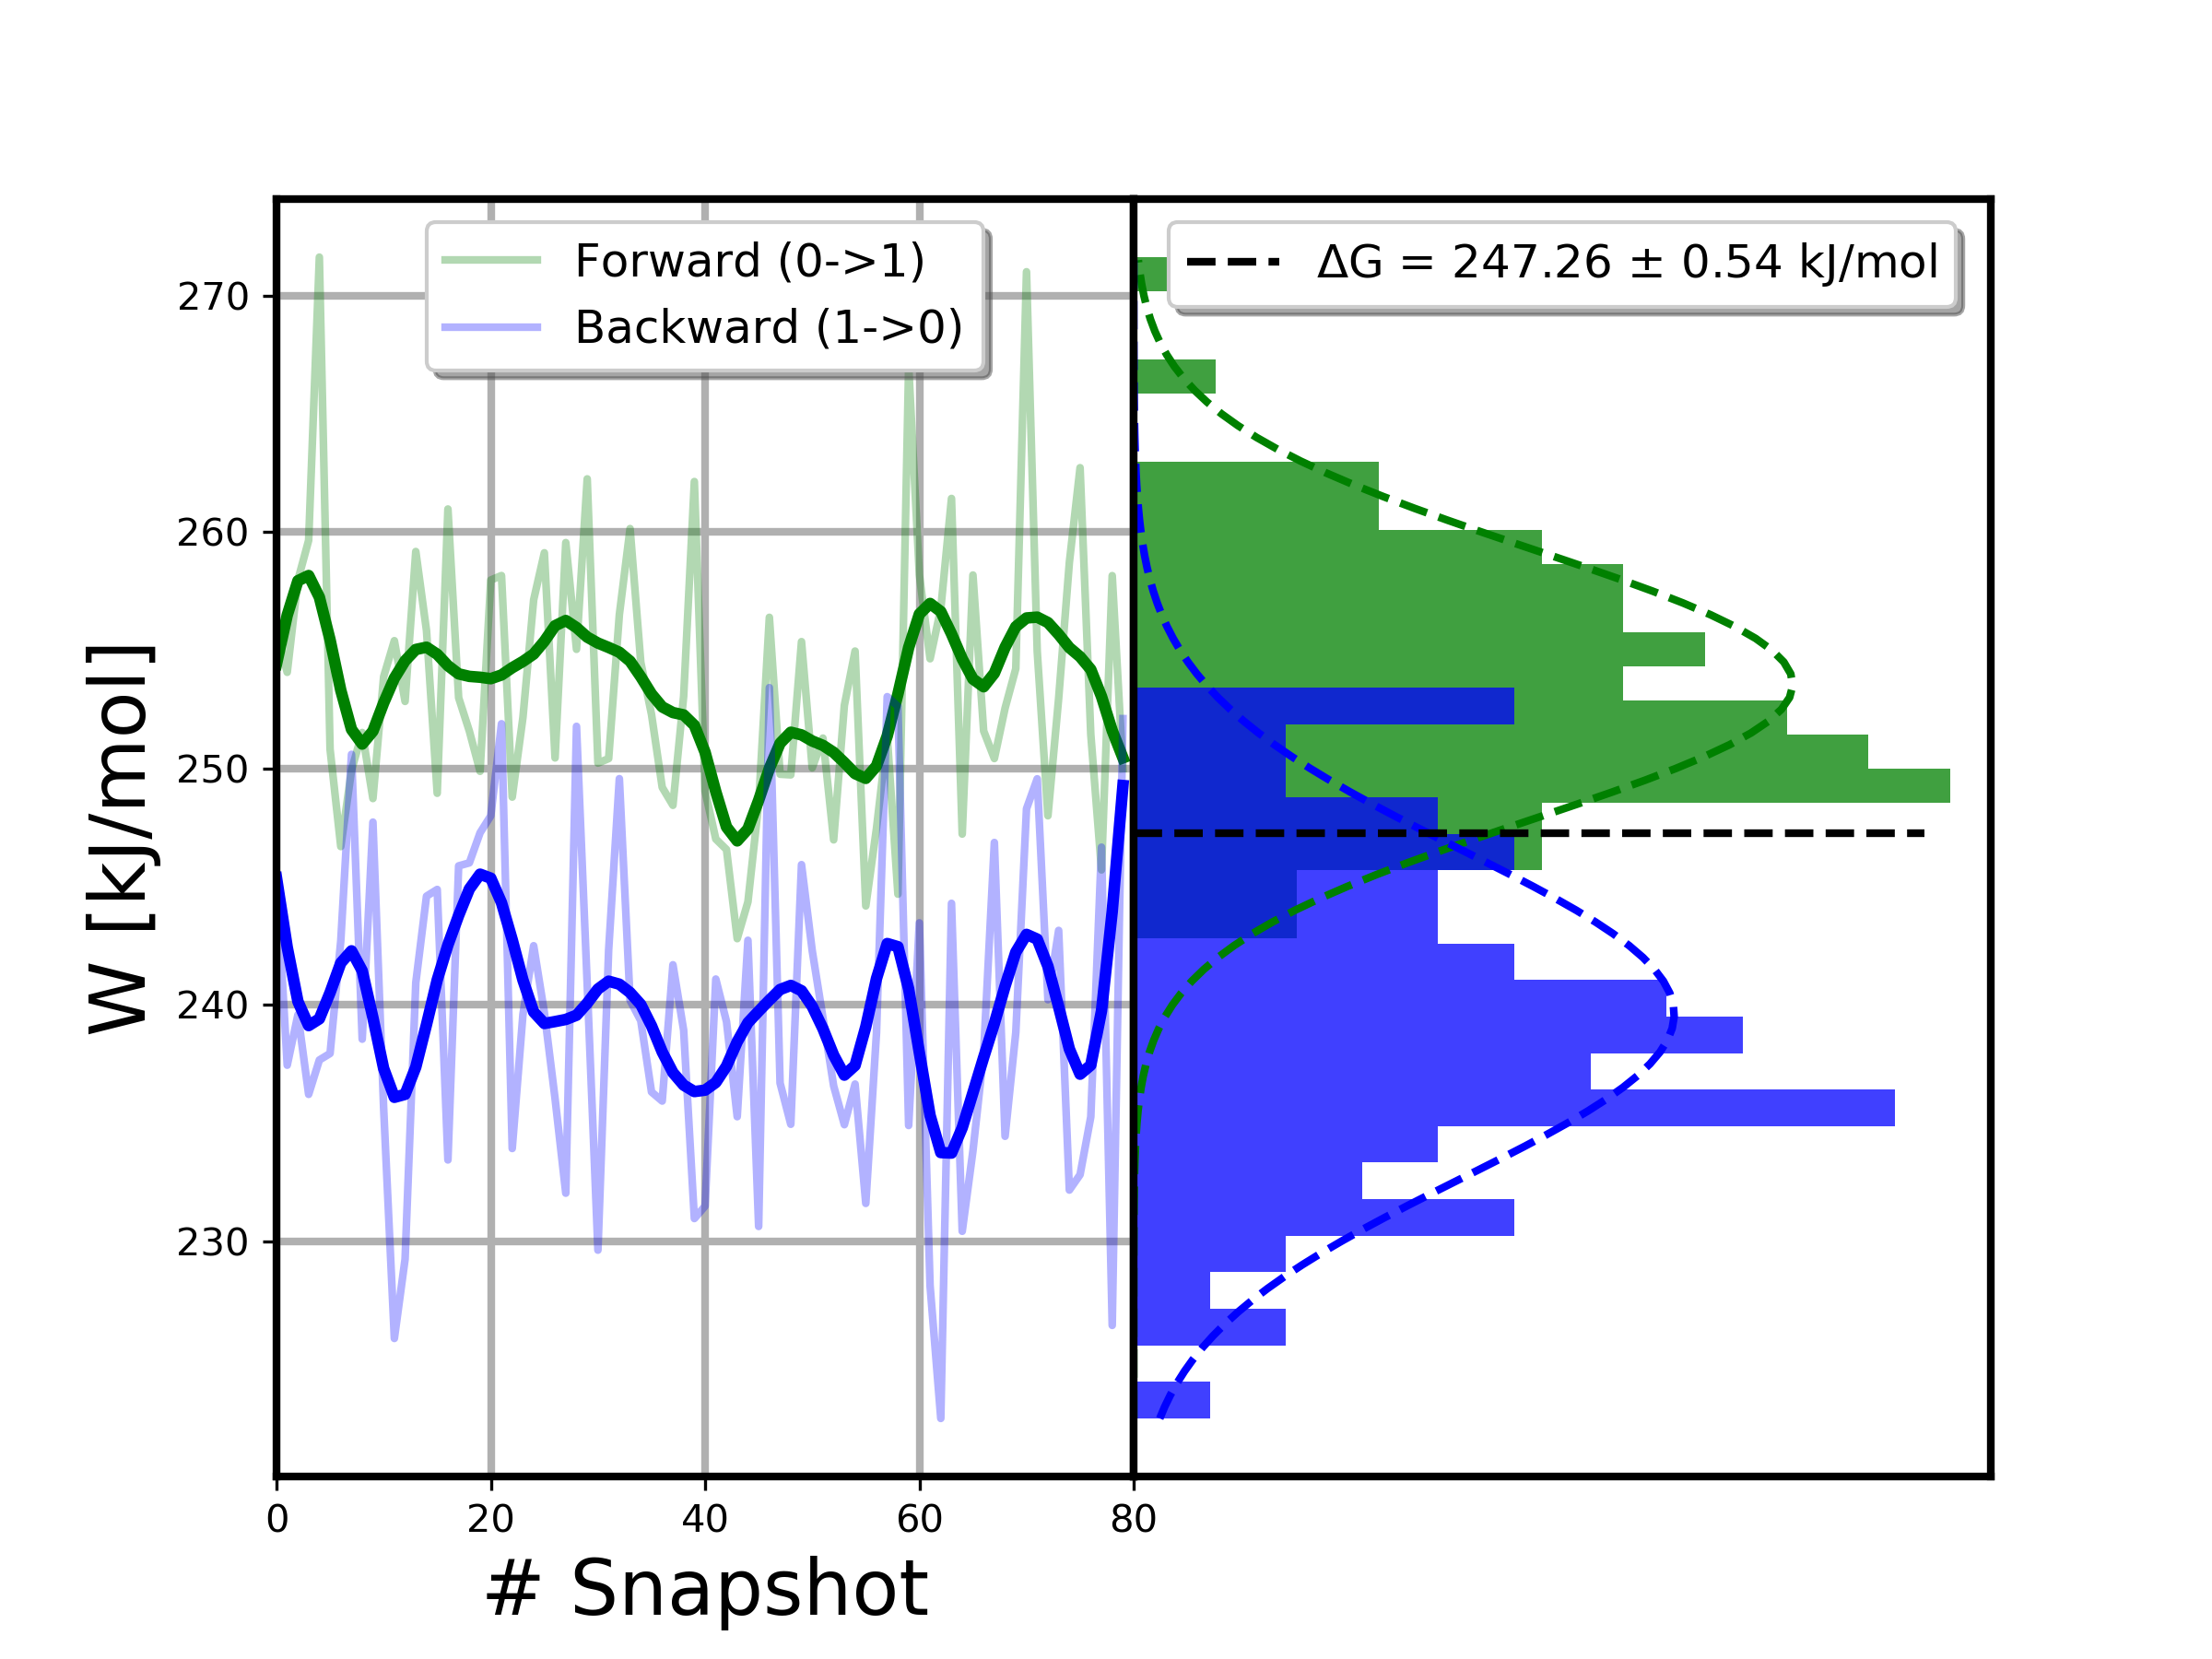 Forward (0->1)
Backward (1->0)
ΔG = 247.26 ± 0.54 kJ/mol
W [kJ/mol]
270
260
250
240
230
0 20 40 60 80
# Snapshot